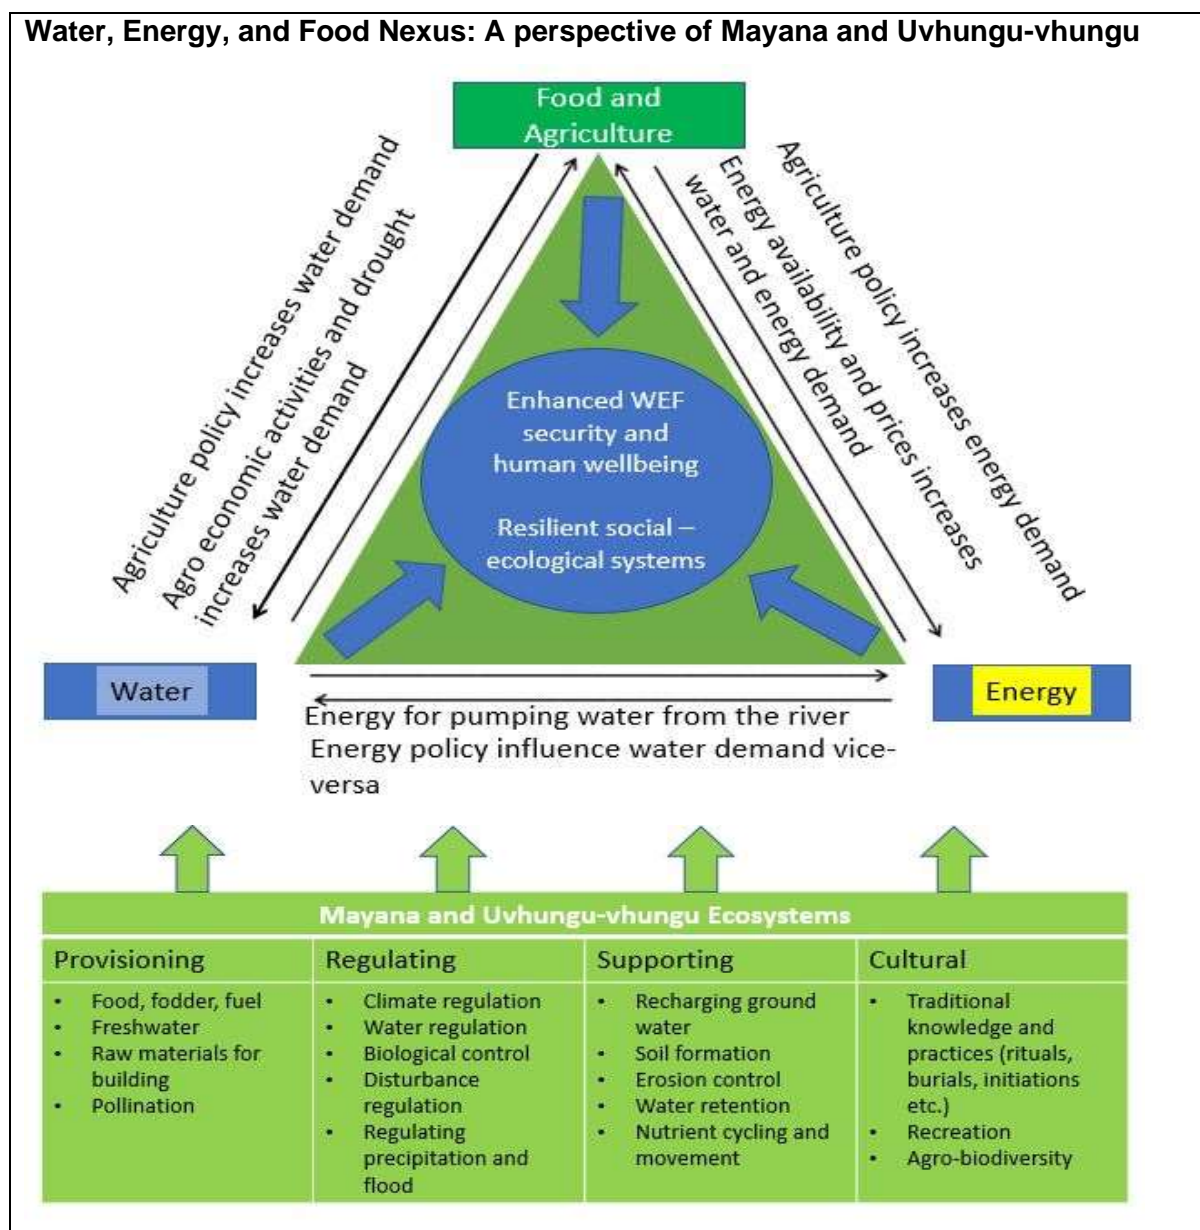 Water, Energy, and Food Nexus: A perspective of Mayana and Uvhungu-vhungu
Food and
Agriculture
Agriculture policy increases water demand
Agro economic activities and drought
increases water demand
Agriculture policy increases energy demand
Energy availability and prices increases
water and energy demand
Enhanced WEF
security and
human wellbeing
Resilient social –
ecological systems
Water
Energy
Energy for pumping water from the river
Energy policy influence water demand vice-
versa
Mayana and Uvhungu-vhungu Ecosystems
Provisioning
• Food, fodder, fuel
• Freshwater
• Raw materials for
building
• Pollination
Regulating
• Climate regulation
• Water regulation
• Biological control
• Disturbance
regulation
• Regulating
precipitation and
flood
Supporting
• Recharging ground
water
• Soil formation
• Erosion control
• Water retention
• Nutrient cycling and
movement
Cultural
• Traditional
knowledge and
practices (rituals,
burials, initiations
etc.)
• Recreation
• Agro-biodiversity